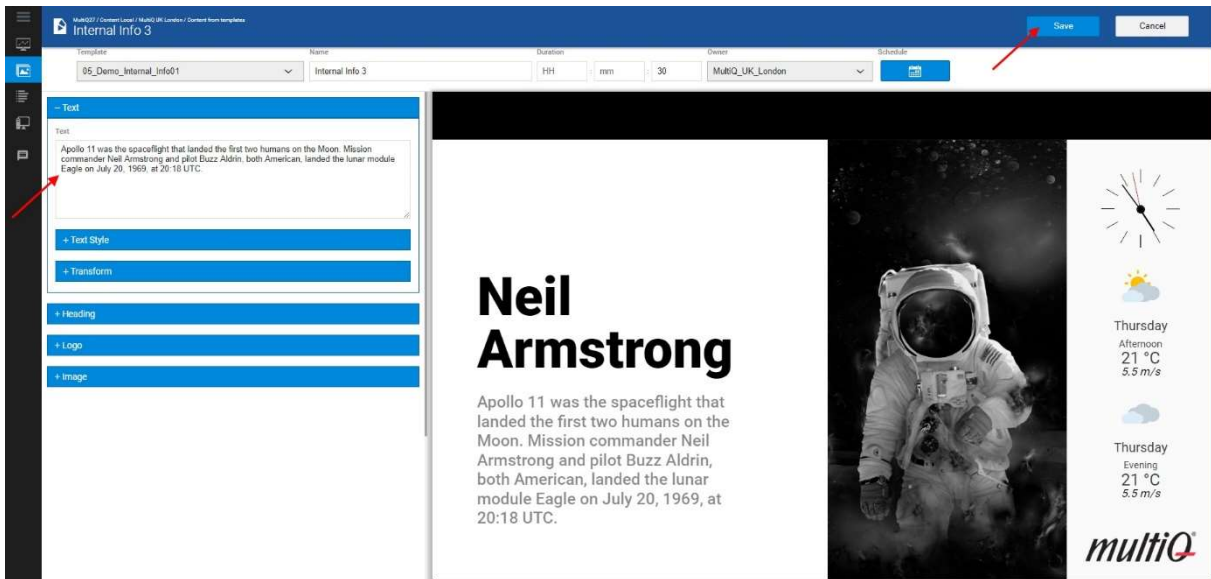 MultiQ27 / Content Local / MultiQ UK London / Content from templates
Internal Info 3
Save
Cancel
Template
Name
Duration
Owner
Schedule
05_Demo_Internal_Info01
Internal Info 3
HH : mm : 30
MultiQ_UK_London
– Text
Text
Apollo 11 was the spaceflight that landed the first two humans on the Moon. Mission
commander Neil Armstrong and pilot Buzz Aldrin, both American, landed the lunar module
Eagle on July 20, 1969, at 20:18 UTC.
+ Text Style
+ Transform
+ Heading
+ Logo
+ Image
Neil
Armstrong
Apollo 11 was the spaceflight that
landed the first two humans on the
Moon. Mission commander Neil
Armstrong and pilot Buzz Aldrin,
both American, landed the lunar
module Eagle on July 20, 1969, at
20:18 UTC.
Thursday
Afternoon
21 °C
5.5 m/s
Thursday
Evening
21 °C
5.5 m/s
multiQ